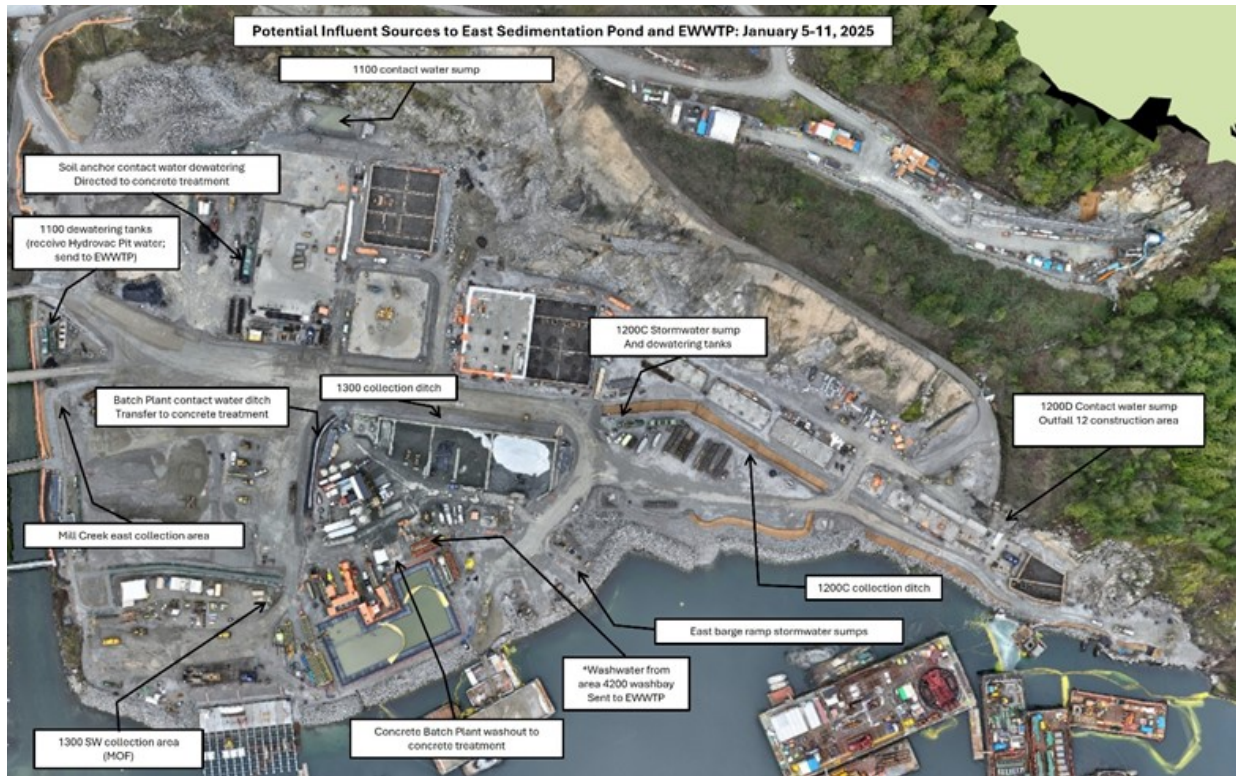 Potential Influent Sources to East Sedimentation Pond and EWWTP: January 5-11, 2025
1100 contact water sump
Soil anchor contact water dewatering
Directed to concrete treatment
1100 dewatering tanks
(receive Hydrovac Pit water;
send to EWWTP)
1200C Stormwater sump
And dewatering tanks
1300 collection ditch
Batch Plant contact water ditch
Transfer to concrete treatment
1200D Contact water sump
Outfall 12 construction area
Mill Creek east collection area
1200C collection ditch
East barge ramp stormwater sumps
*Washwater from
area 4200 washbay
Sent to EWWTP
Concrete Batch Plant washout to
concrete treatment
1300 SW collection area
(MOF)